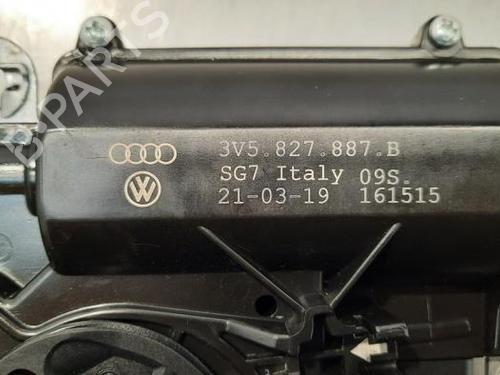 B-PARTS
3V5.827.887.B
SG7 Italy 09S.
21-03-19 161515